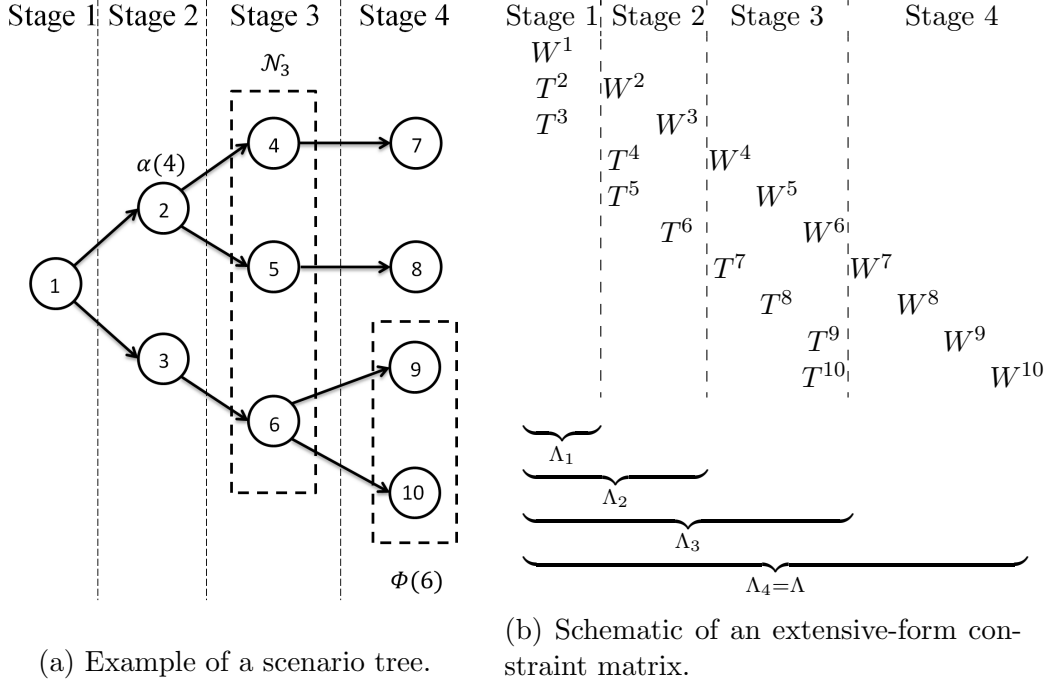 Stage 1 Stage 2 Stage 3 Stage 4
𝒩₃
α(4)
4 7
2
5 8
1
3
9
6
10
Φ(6)
(a) Example of a scenario tree.
Stage 1 Stage 2 Stage 3 Stage 4
W¹
T² W²
T³ W³
T⁴ W⁴
T⁵ W⁵
T⁶ W⁶
T⁷ W⁷
T⁸ W⁸
T⁹ W⁹
T¹⁰ W¹⁰
Λ₁
Λ₂
Λ₃
Λ₄=Λ
(b) Schematic of an extensive-form con-
straint matrix.